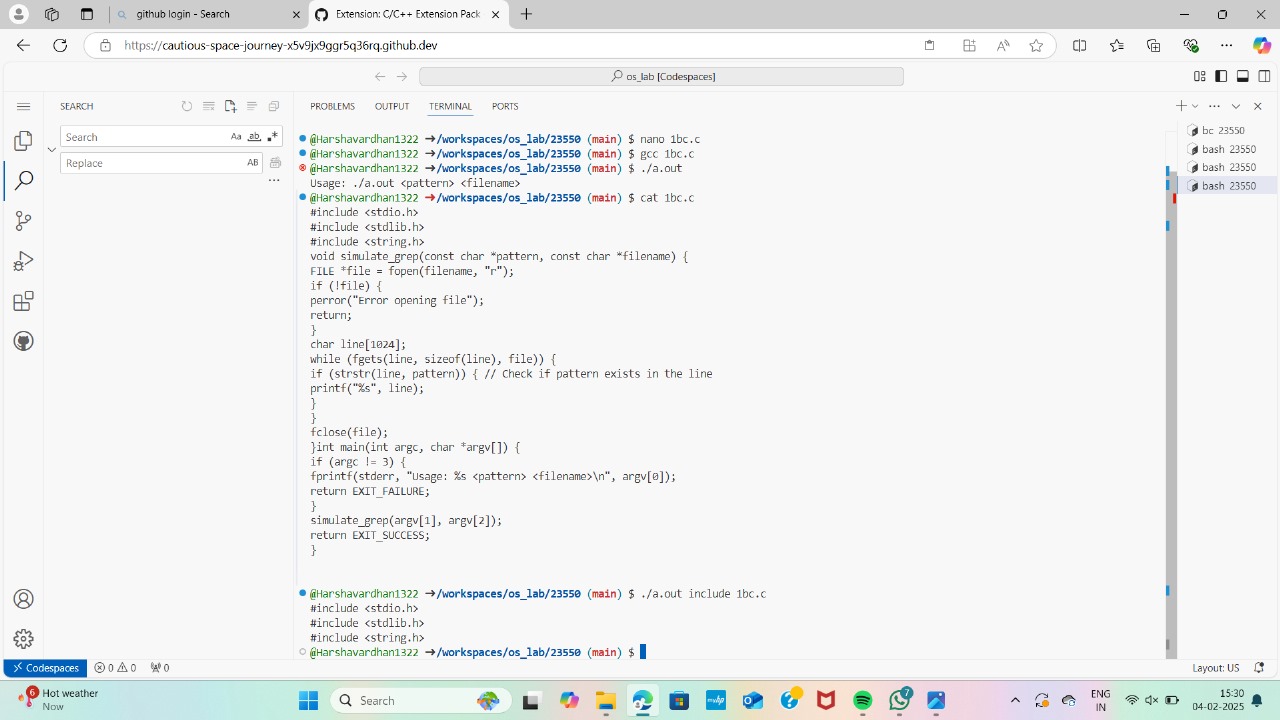 github login - Search
Extension: C/C++ Extension Pack
https://cautious-space-journey-x5v9jx9ggr5q36rq.github.dev
os_lab [Codespaces]
SEARCH
Search
Aa
ab
Replace
AB
PROBLEMS OUTPUT TERMINAL PORTS
@Harshavardhan1322 ➜/workspaces/os_lab/23550 (main) $ nano 1bc.c
@Harshavardhan1322 ➜/workspaces/os_lab/23550 (main) $ gcc 1bc.c
@Harshavardhan1322 ➜/workspaces/os_lab/23550 (main) $ ./a.out
Usage: ./a.out <pattern> <filename>
@Harshavardhan1322 ➜/workspaces/os_lab/23550 (main) $ cat 1bc.c
#include <stdio.h>
#include <stdlib.h>
#include <string.h>
void simulate_grep(const char *pattern, const char *filename) {
FILE *file = fopen(filename, "r");
if (!file) {
perror("Error opening file");
return;
}
char line[1024];
while (fgets(line, sizeof(line), file)) {
if (strstr(line, pattern)) { // Check if pattern exists in the line
printf("%s", line);
}
}
fclose(file);
}int main(int argc, char *argv[]) {
if (argc != 3) {
fprintf(stderr, "Usage: %s <pattern> <filename>\n", argv[0]);
return EXIT_FAILURE;
}
simulate_grep(argv[1], argv[2]);
return EXIT_SUCCESS;
}
@Harshavardhan1322 ➜/workspaces/os_lab/23550 (main) $ ./a.out include 1bc.c
#include <stdio.h>
#include <stdlib.h>
#include <string.h>
@Harshavardhan1322 ➜/workspaces/os_lab/23550 (main) $
bc 23550
bash 23550
bash 23550
bash 23550
Codespaces
0 0
0
Layout: US
6
Hot weather
Now
Search
myhp
7
ENG
IN
15:30
04-02-2025